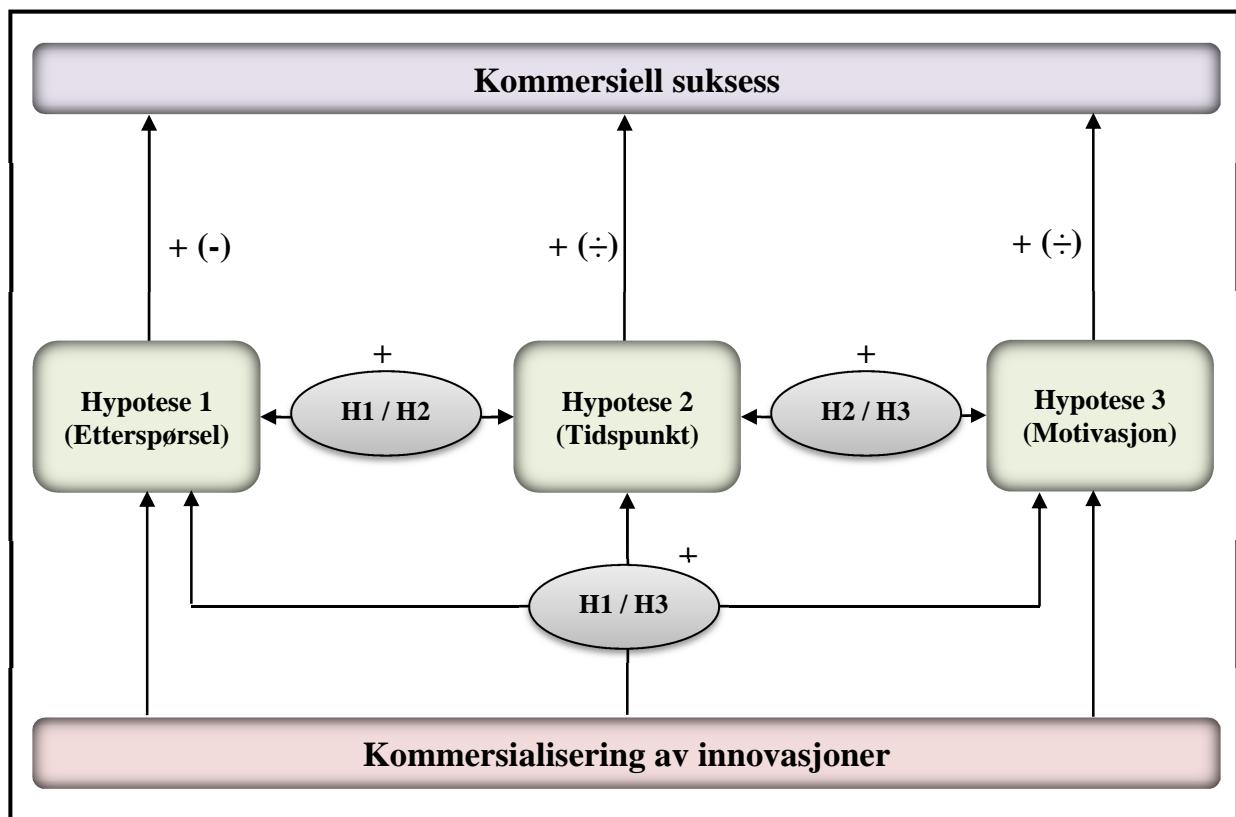 Kommersiell suksess
+ (-)
+ (÷)
+ (÷)
+
+
Hypotese 1
(Etterspørsel)
H1 / H2
Hypotese 2
(Tidspunkt)
H2 / H3
Hypotese 3
(Motivasjon)
+
H1 / H3
Kommersialisering av innovasjoner